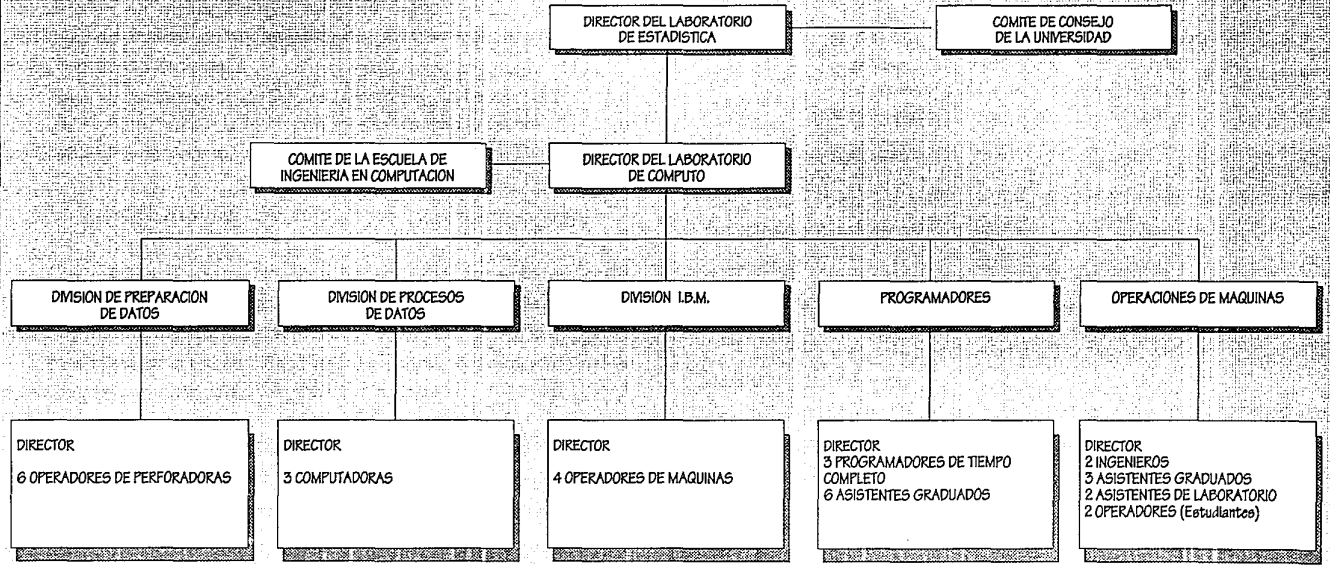 DIRECTOR DEL LABORATORIO
DE ESTADISTICA
COMITE DE CONSEJO
DE LA UNIVERSIDAD
COMITE DE LA ESCUELA DE
INGENIERIA EN COMPUTACION
DIRECTOR DEL LABORATORIO
DE COMPUTO
DIVISION DE PREPARACION
DE DATOS
DIVISION DE PROCESOS
DE DATOS
DIVISION I.B.M.
PROGRAMADORES
OPERACIONES DE MAQUINAS
DIRECTOR
6 OPERADORES DE PERFORADORAS
DIRECTOR
3 COMPUTADORAS
DIRECTOR
4 OPERADORES DE MAQUINAS
DIRECTOR
3 PROGRAMADORES DE TIEMPO
COMPLETO
6 ASISTENTES GRADUADOS
DIRECTOR
2 INGENIEROS
3 ASISTENTES GRADUADOS
2 ASISTENTES DE LABORATORIO
2 OPERADORES (Estudiantes)